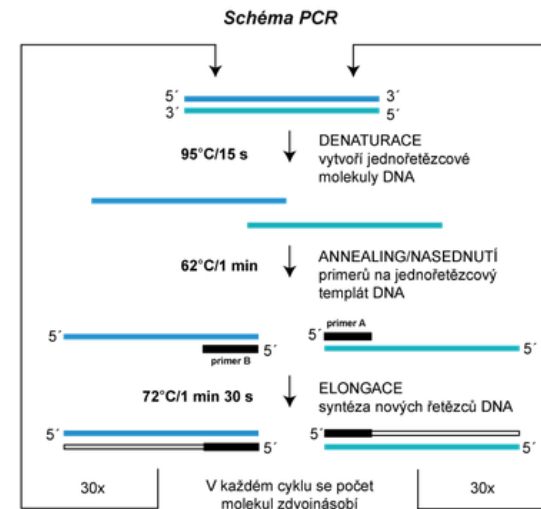 Schéma PCR
5´ 3´
3´ 5´
95°C/15 s
DENATURACE
vytvoří jednořetězcové
molekuly DNA
62°C/1 min
ANNEALING/NASEDNUTÍ
primerů na jednořetězcový
templát DNA
5´ 5´
primer B
5´ primer A
5´
72°C/1 min 30 s
ELONGACE
syntéza nových řetězců DNA
5´ 5´
5´ 5´
30x
V každém cyklu se počet
molekul zdvojnásobí
30x